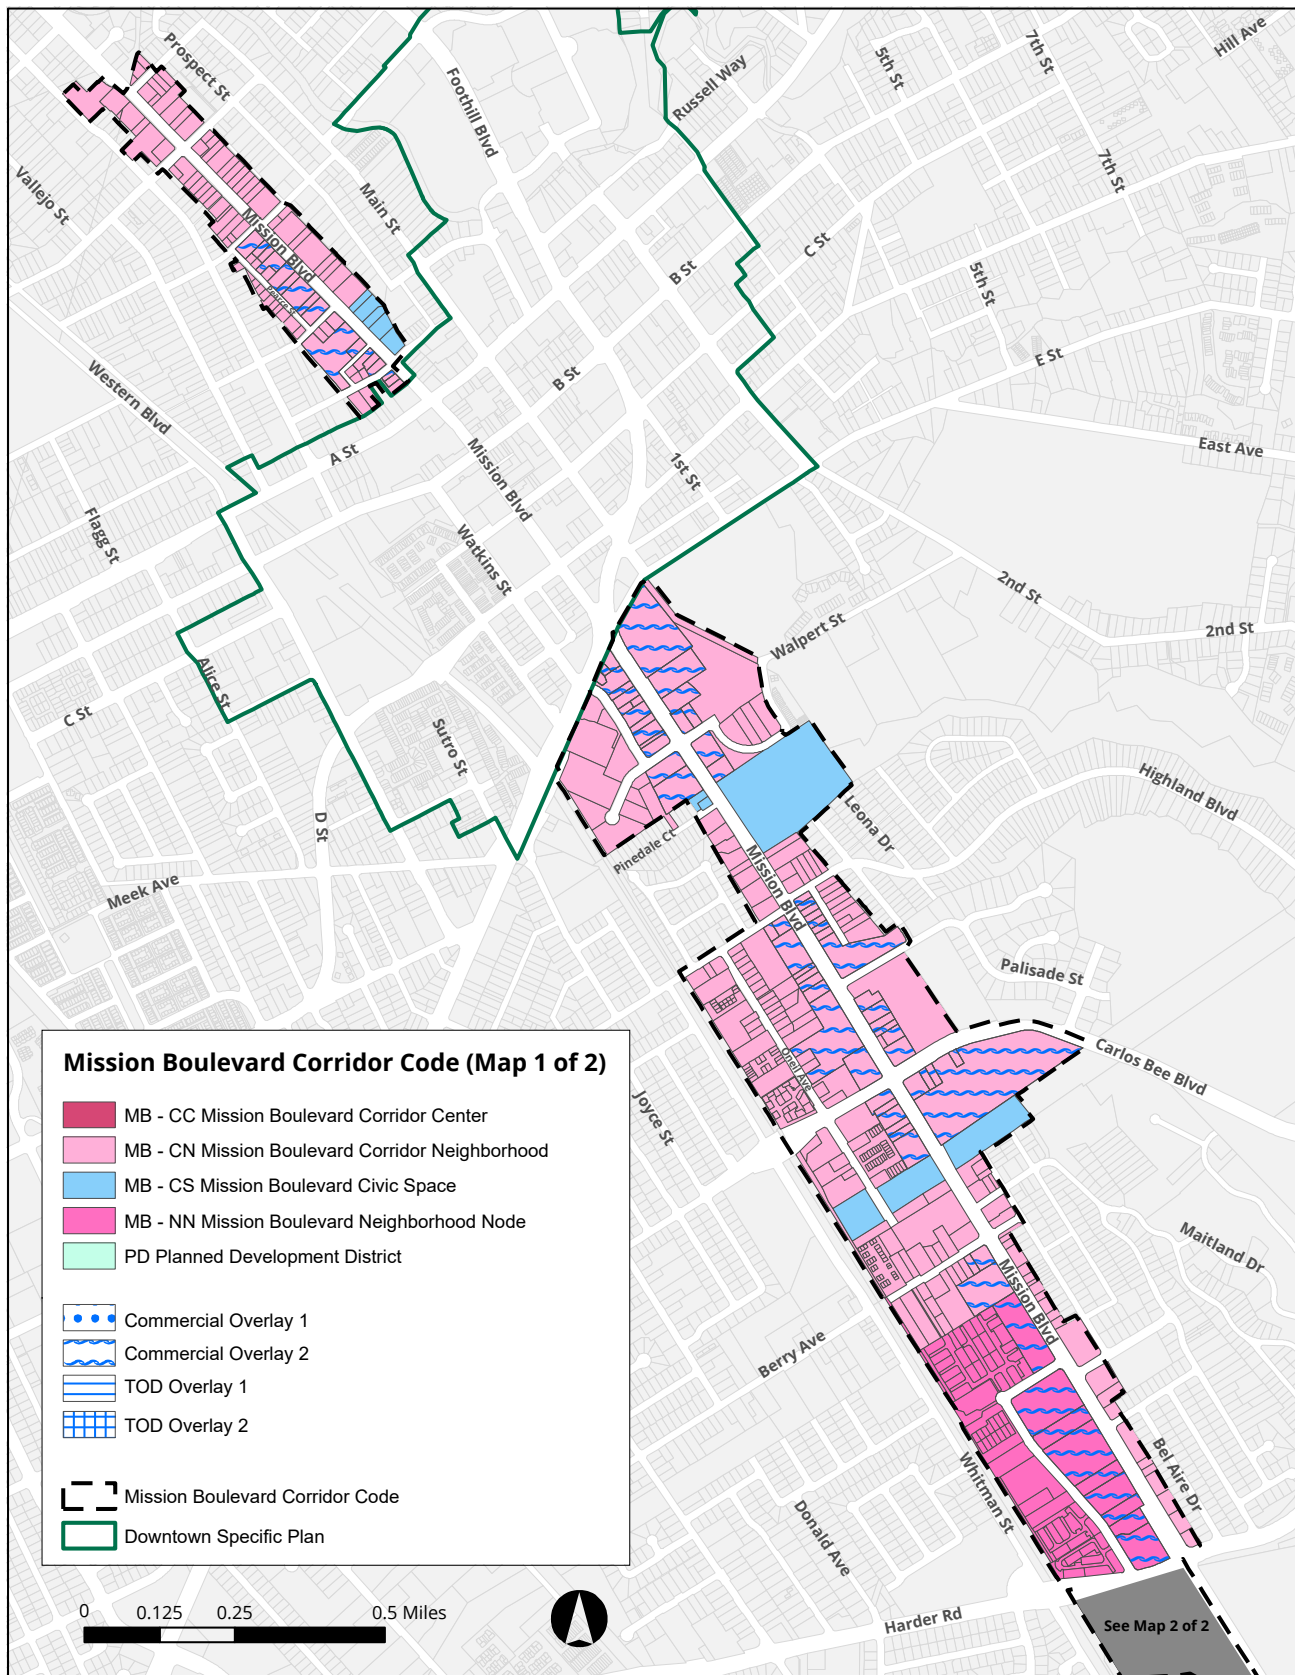 Prospect St
Foothill Blvd
Russell Way
5th St
7th St
Hill Ave
7th St
Vallejo St
Main St
Mission Blvd
Pearce St
B St
C St
5th St
E St
Western Blvd
B St
A St
Mission Blvd
1st St
East Ave
Flagg St
Watkins St
2nd St
Walpert St
2nd St
Alice St
C St
Sutro St
D St
Highland Blvd
Leona Dr
Pinedale Ct
Mission Blvd
Meek Ave
Palisade St
Oneil Ave
Carlos Bee Blvd
Joyce St
Maitland Dr
Mission Blvd
Berry Ave
Bel Aire Dr
Whitman St
Donald Ave
Harder Rd
See Map 2 of 2
Mission Boulevard Corridor Code (Map 1 of 2)
MB - CC Mission Boulevard Corridor Center
MB - CN Mission Boulevard Corridor Neighborhood
MB - CS Mission Boulevard Civic Space
MB - NN Mission Boulevard Neighborhood Node
PD Planned Development District
Commercial Overlay 1
Commercial Overlay 2
TOD Overlay 1
TOD Overlay 2
Mission Boulevard Corridor Code
Downtown Specific Plan
0 0.125 0.25 0.5 Miles